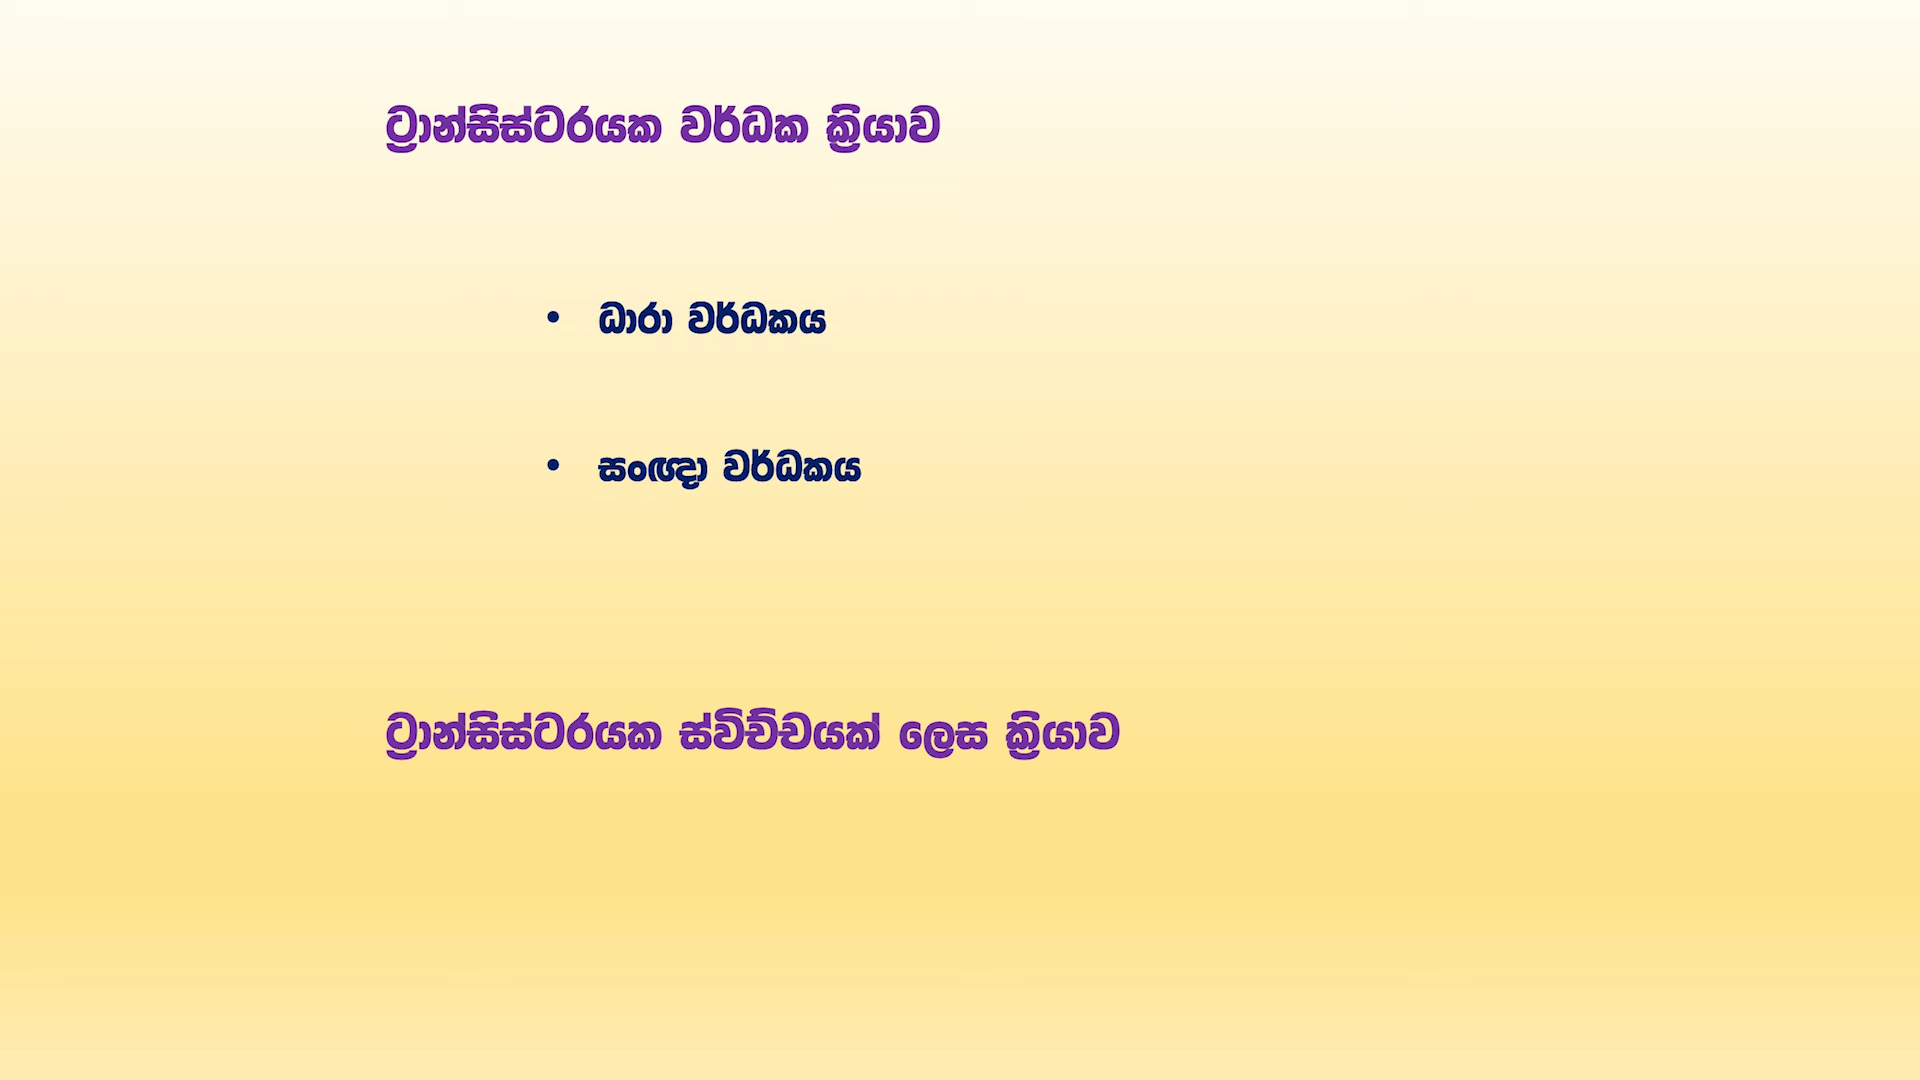 ට්‍රාන්සිස්ටරයක වර්ධක ක්‍රියාව
• ධාරා වර්ධකය
• සංඥා වර්ධකය
ට්‍රාන්සිස්ටරයක ස්විච්චයක් ලෙස ක්‍රියාව